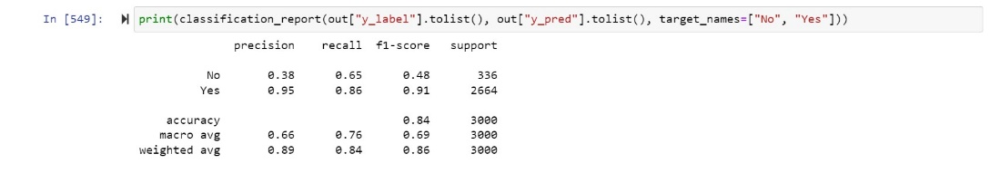 In [549]: print(classification_report(out["y_label"].tolist(), out["y_pred"].tolist(), target_names=["No", "Yes"]))
precision recall f1-score support
No 0.38 0.65 0.48 336
Yes 0.95 0.86 0.91 2664
accuracy 0.84 3000
macro avg 0.66 0.76 0.69 3000
weighted avg 0.89 0.84 0.86 3000